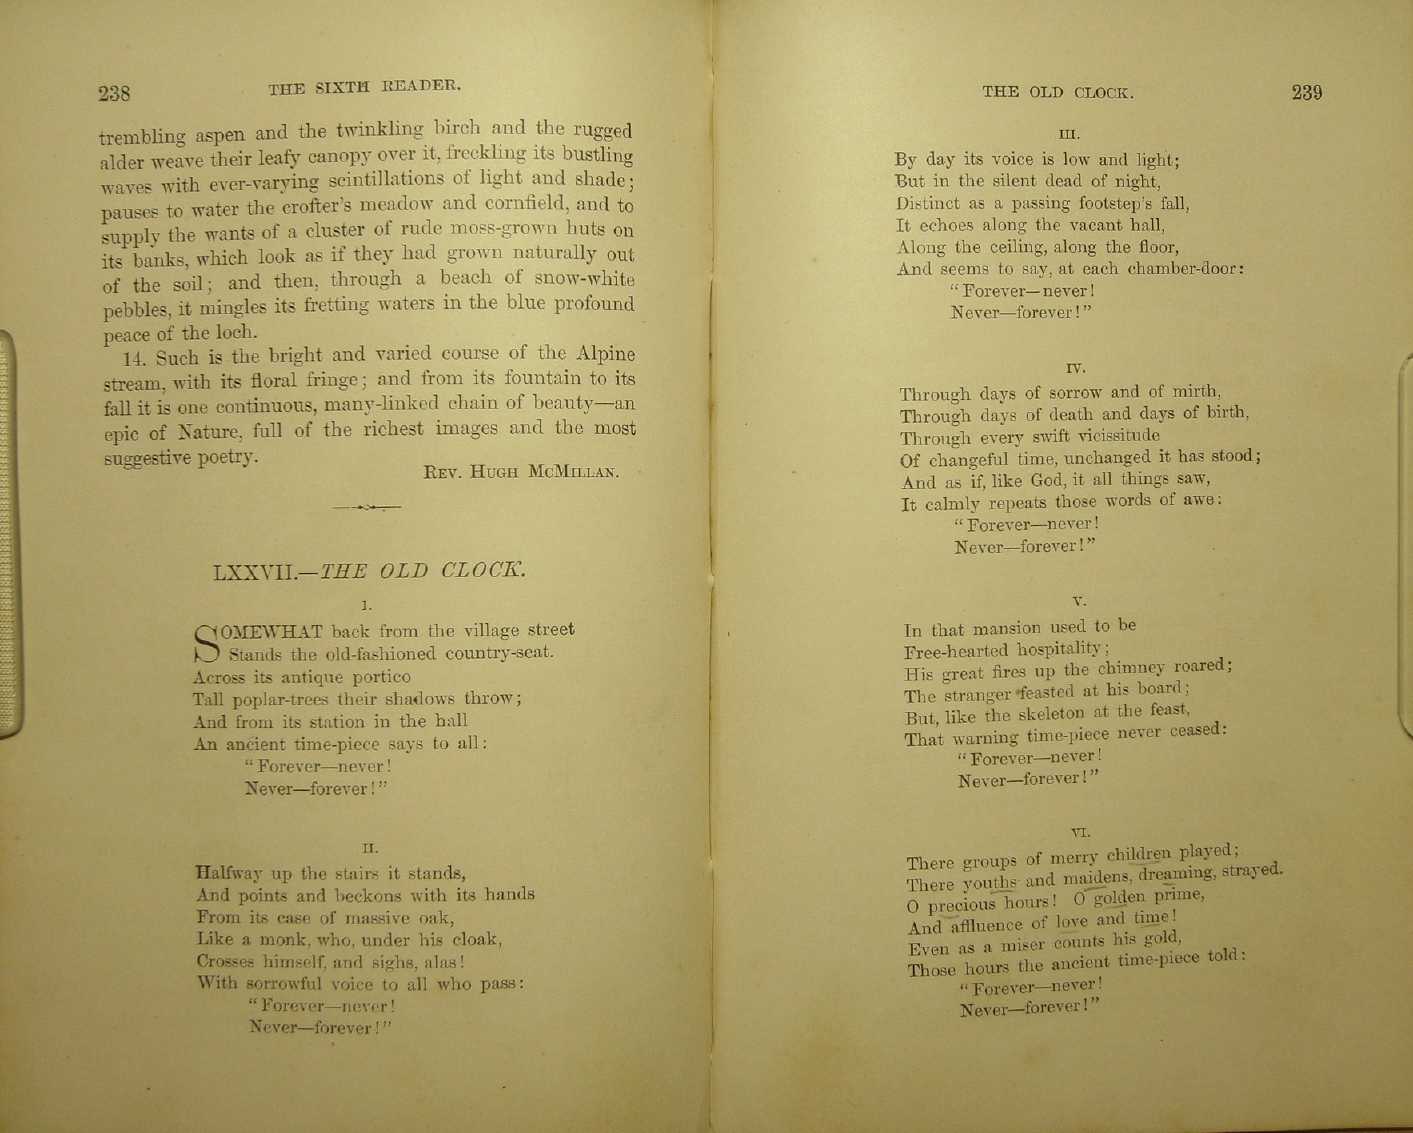 238
THE SIXTH READER.
trembling aspen and the twinkling birch and the rugged
alder weave their leafy canopy over it, freckling its bustling
waves with ever-varying scintillations of light and shade;
pauses to water the crofter's meadow and cornfield, and to
supply the wants of a cluster of rude moss-grown huts on
its banks, which look as if they had grown naturally out
of the soil; and then, through a beach of snow-white
pebbles, it mingles its fretting waters in the blue profound
peace of the loch.
14. Such is the bright and varied course of the Alpine
stream, with its floral fringe; and from its fountain to its
fall it is one continuous, many-linked chain of beauty—an
epic of Nature, full of the richest images and the most
suggestive poetry.
REV. HUGH MCMILLAN.
LXXVII.—THE OLD CLOCK.
I.
SOMEWHAT back from the village street
Stands the old-fashioned country-seat.
Across its antique portico
Tall poplar-trees their shadows throw;
And from its station in the hall
An ancient time-piece says to all:
"Forever—never!
Never—forever!"
II.
Halfway up the stairs it stands,
And points and beckons with its hands
From its case of massive oak,
Like a monk, who, under his cloak,
Crosses himself, and sighs, alas!
With sorrowful voice to all who pass:
"Forever—never!
Never—forever!"
THE OLD CLOCK.
239
III.
By day its voice is low and light;
But in the silent dead of night,
Distinct as a passing footstep's fall,
It echoes along the vacant hall,
Along the ceiling, along the floor,
And seems to say, at each chamber-door:
"Forever—never!
Never—forever!"
IV.
Through days of sorrow and of mirth,
Through days of death and days of birth,
Through every swift vicissitude
Of changeful time, unchanged it has stood;
And as if, like God, it all things saw,
It calmly repeats those words of awe:
"Forever—never!
Never—forever!"
V.
In that mansion used to be
Free-hearted hospitality;
His great fires up the chimney roared;
The stranger feasted at his board;
But, like the skeleton at the feast,
That warning time-piece never ceased:
"Forever—never!
Never—forever!"
VI.
There groups of merry children played;
There youths and maidens, dreaming, strayed.
O precious hours! O golden prime,
And affluence of love and time!
Even as a miser counts his gold,
Those hours the ancient time-piece told:
"Forever—never!
Never—forever!"